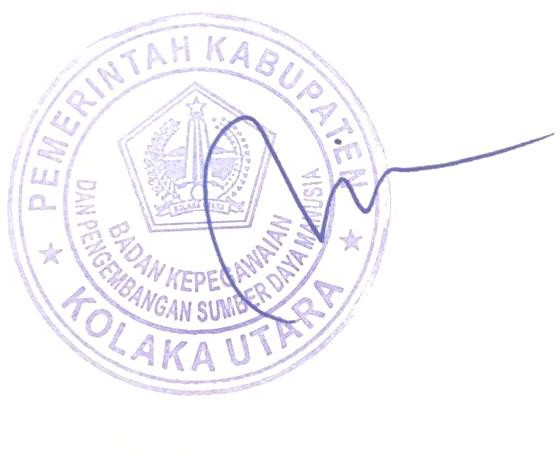 PEMERINTAH KABUPATEN
BADAN KEPEGAWAIAN
DAN PENGEMBANGAN SUMBER DAYA MANUSIA
KOLAKA UTARA